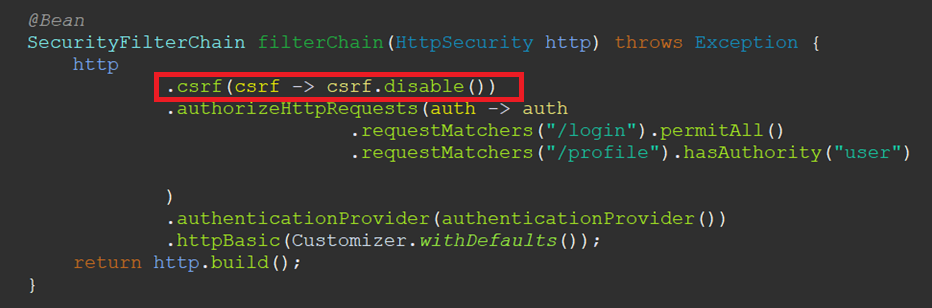 @Bean
SecurityFilterChain filterChain(HttpSecurity http) throws Exception {
http
.csrf(csrf -> csrf.disable())
.authorizeHttpRequests(auth -> auth
.requestMatchers("/login").permitAll()
.requestMatchers("/profile").hasAuthority("user")
)
.authenticationProvider(authenticationProvider())
.httpBasic(Customizer.withDefaults());
return http.build();
}